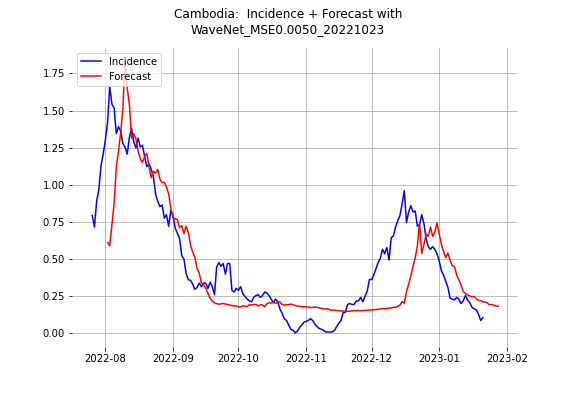 Cambodia:  Incidence + Forecast with
WaveNet_MSE0.0050_20221023
Incidence
Forecast
1.75
1.50
1.25
1.00
0.75
0.50
0.25
0.00
2022-08 2022-09 2022-10 2022-11 2022-12 2023-01 2023-02